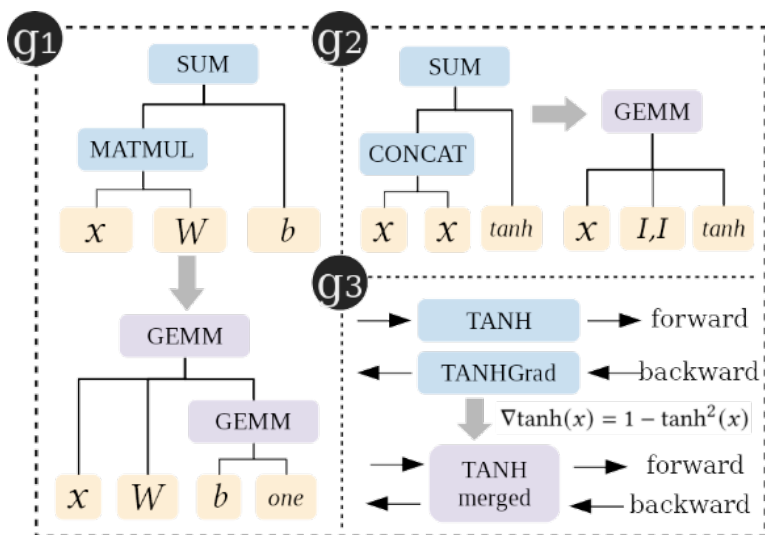 g1
SUM
MATMUL
x W b
GEMM
GEMM
x W b one
g2
SUM
GEMM
CONCAT
x x tanh x I,I tanh
g3
TANH forward
TANHGrad backward
∇tanh(x) = 1 − tanh²(x)
TANH merged
forward
backward